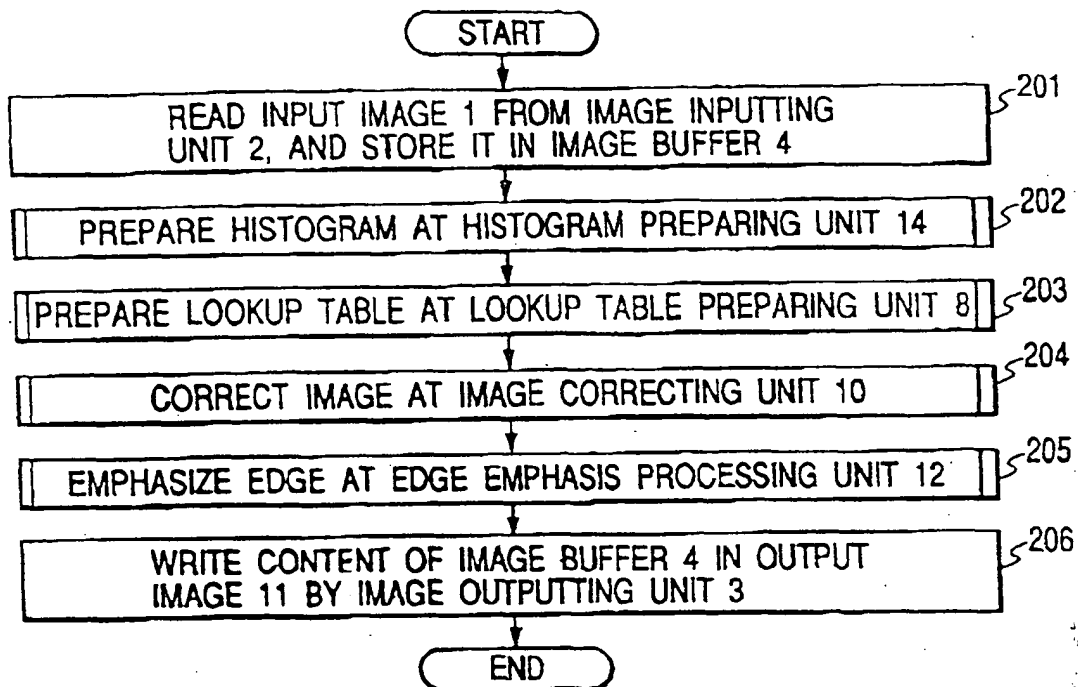 START
201
READ INPUT IMAGE 1 FROM IMAGE INPUTTING
UNIT 2, AND STORE IT IN IMAGE BUFFER 4
202
PREPARE HISTOGRAM AT HISTOGRAM PREPARING UNIT 14
203
PREPARE LOOKUP TABLE AT LOOKUP TABLE PREPARING UNIT 8
204
CORRECT IMAGE AT IMAGE CORRECTING UNIT 10
205
EMPHASIZE EDGE AT EDGE EMPHASIS PROCESSING UNIT 12
206
WRITE CONTENT OF IMAGE BUFFER 4 IN OUTPUT
IMAGE 11 BY IMAGE OUTPUTTING UNIT 3
END